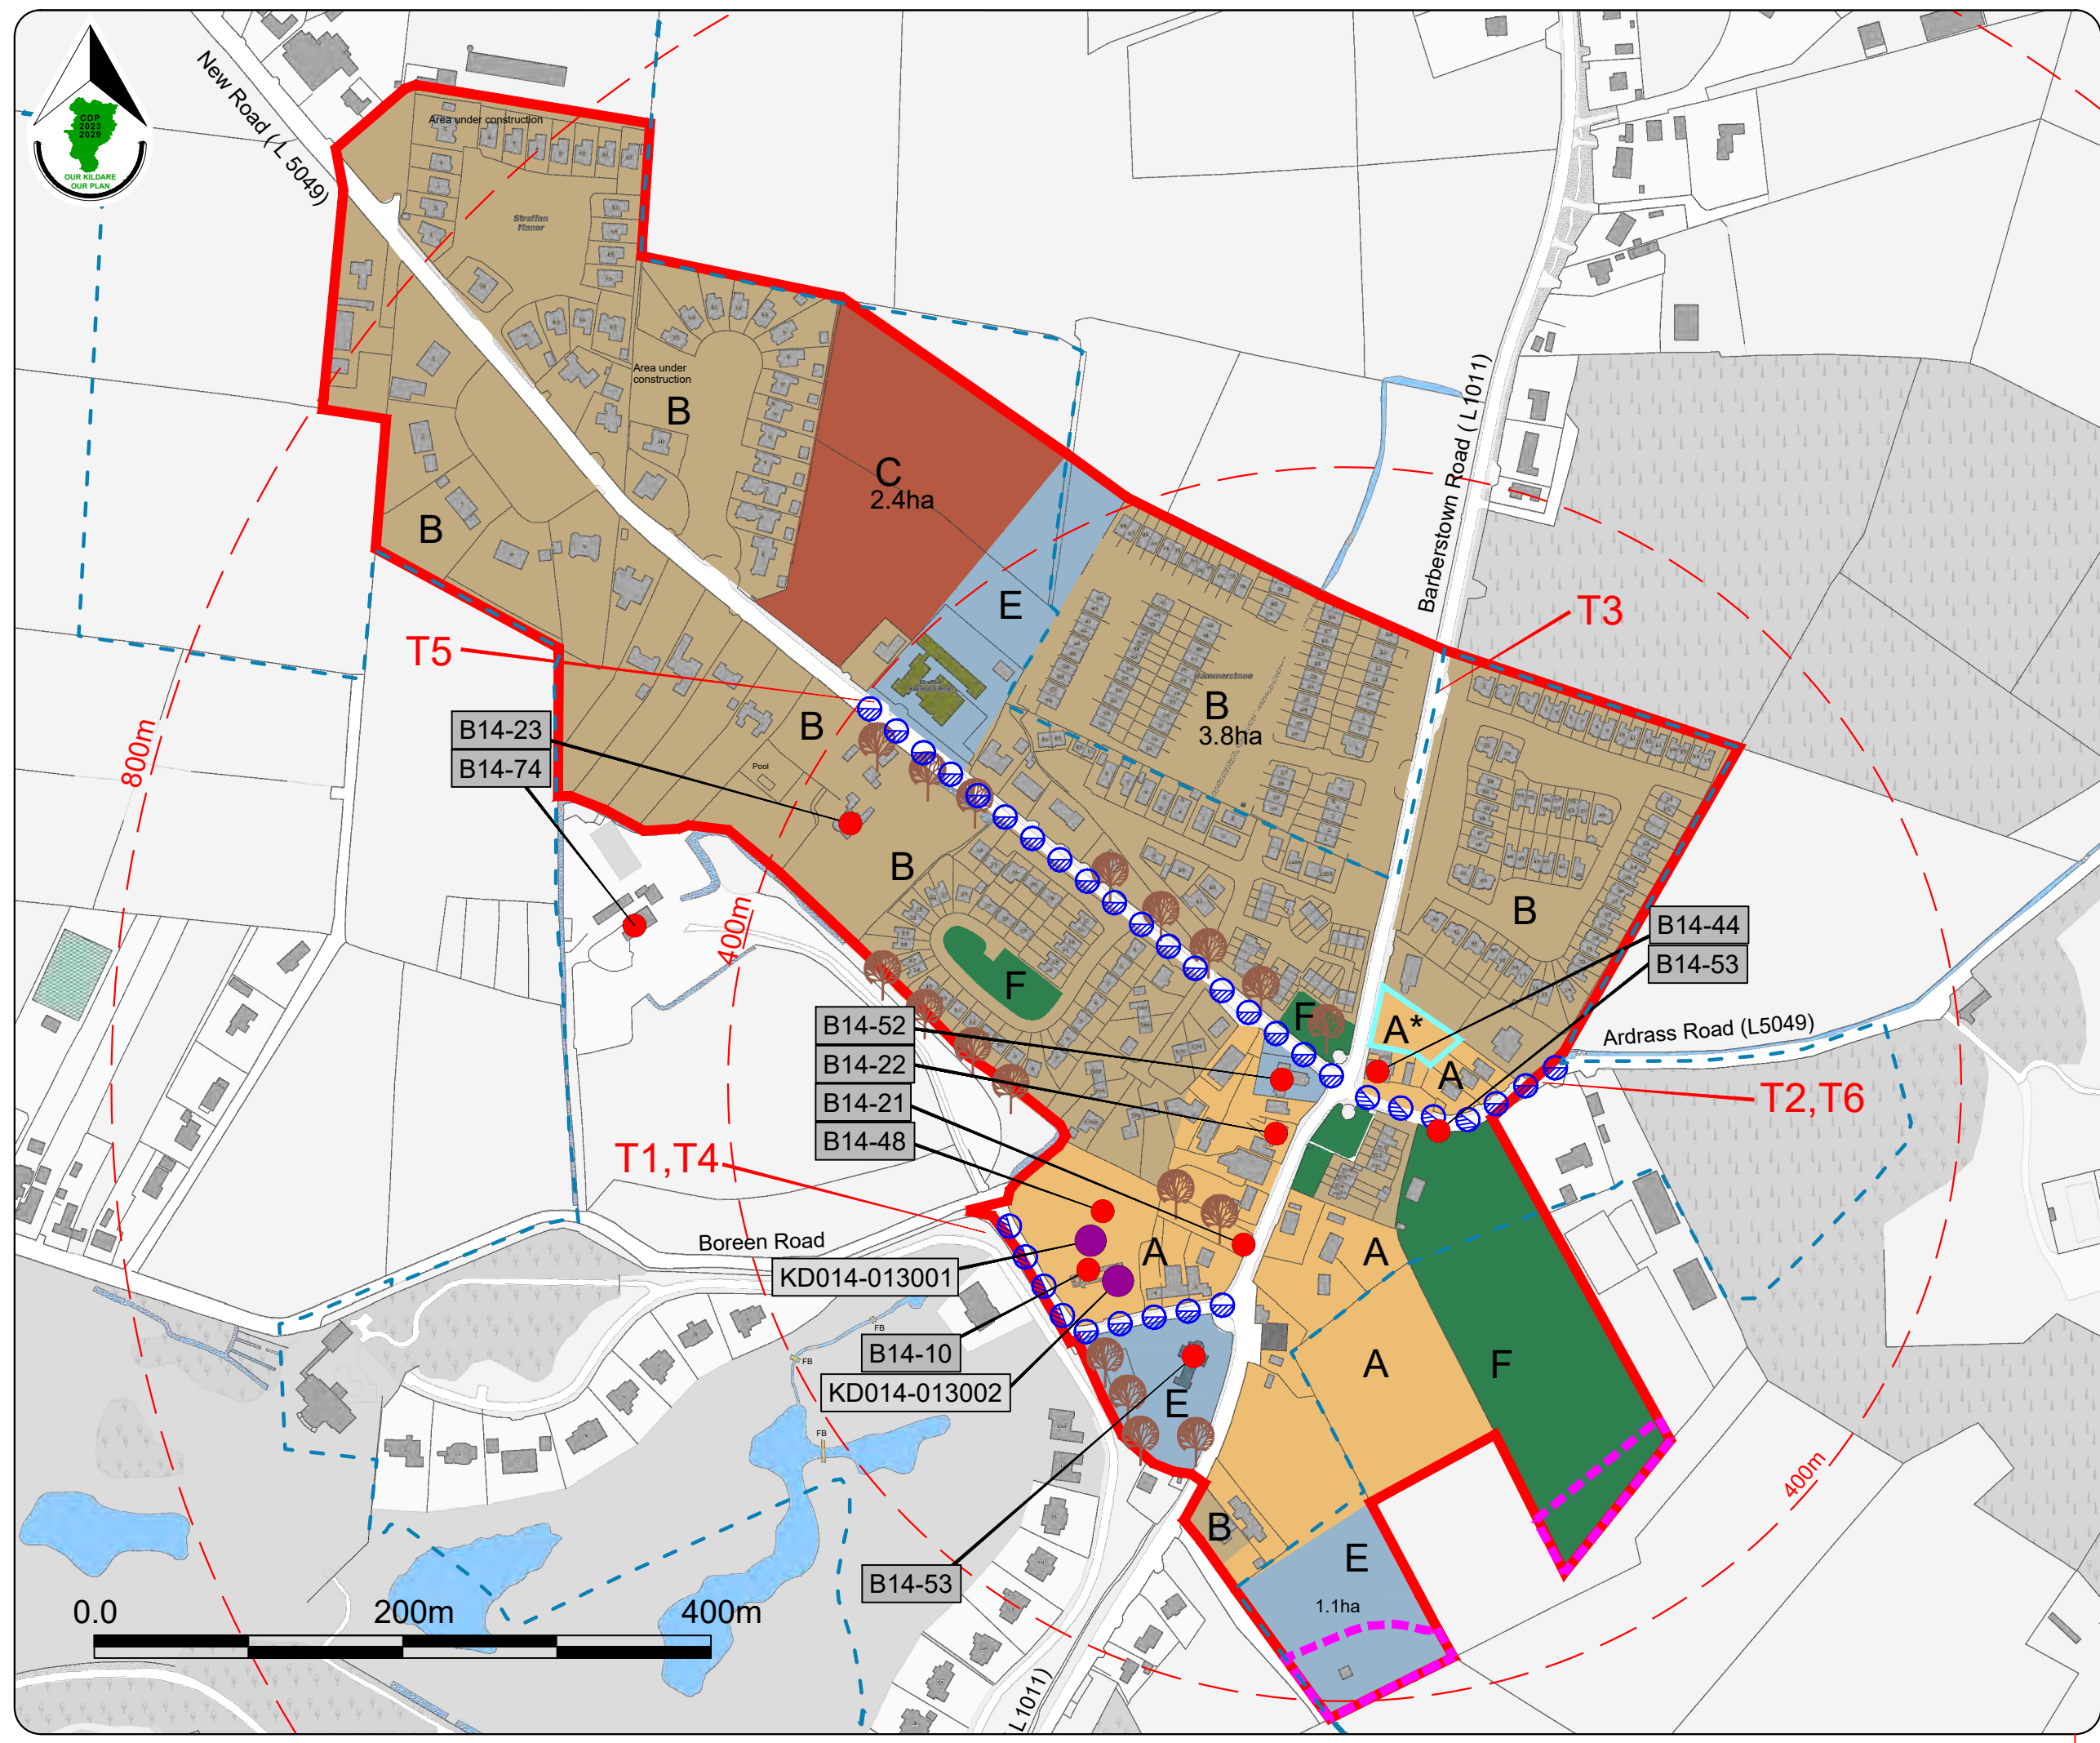 CDP
2023
2029
OUR KILDARE
OUR PLAN
New Road ( L 5049)
Area under construction
Straffan
Manor
Area under
construction
B
C
2.4ha
B
E
Barberstown Road ( L1011)
T3
T5
B
3.8ha
B
B14-23
B14-74
800m
Pool
B
B
B14-44
B14-53
400m
F
F
A*
A
Ardrass Road (L5049)
B14-52
B14-22
B14-21
B14-48
T2,T6
T1,T4
Boreen Road
A
A
KD014-013001
B14-10
KD014-013002
FB
FB
FB
E
A
F
400m
B
E
1.1ha
B14-53
0.0
200m
400m
L1011)